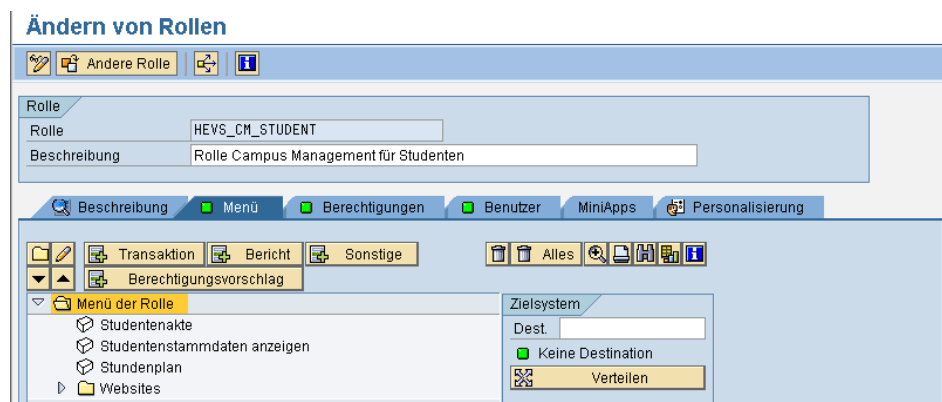 Ändern von Rollen
Andere Rolle
Rolle
Rolle HEVS_CM_STUDENT
Beschreibung Rolle Campus Management für Studenten
Beschreibung Menü Berechtigungen Benutzer MiniApps Personalisierung
Transaktion Bericht Sonstige Alles
Berechtigungsvorschlag
Menü der Rolle Zielsystem
Studentenakte Dest.
Studentenstammdaten anzeigen Keine Destination
Stundenplan Verteilen
Websites